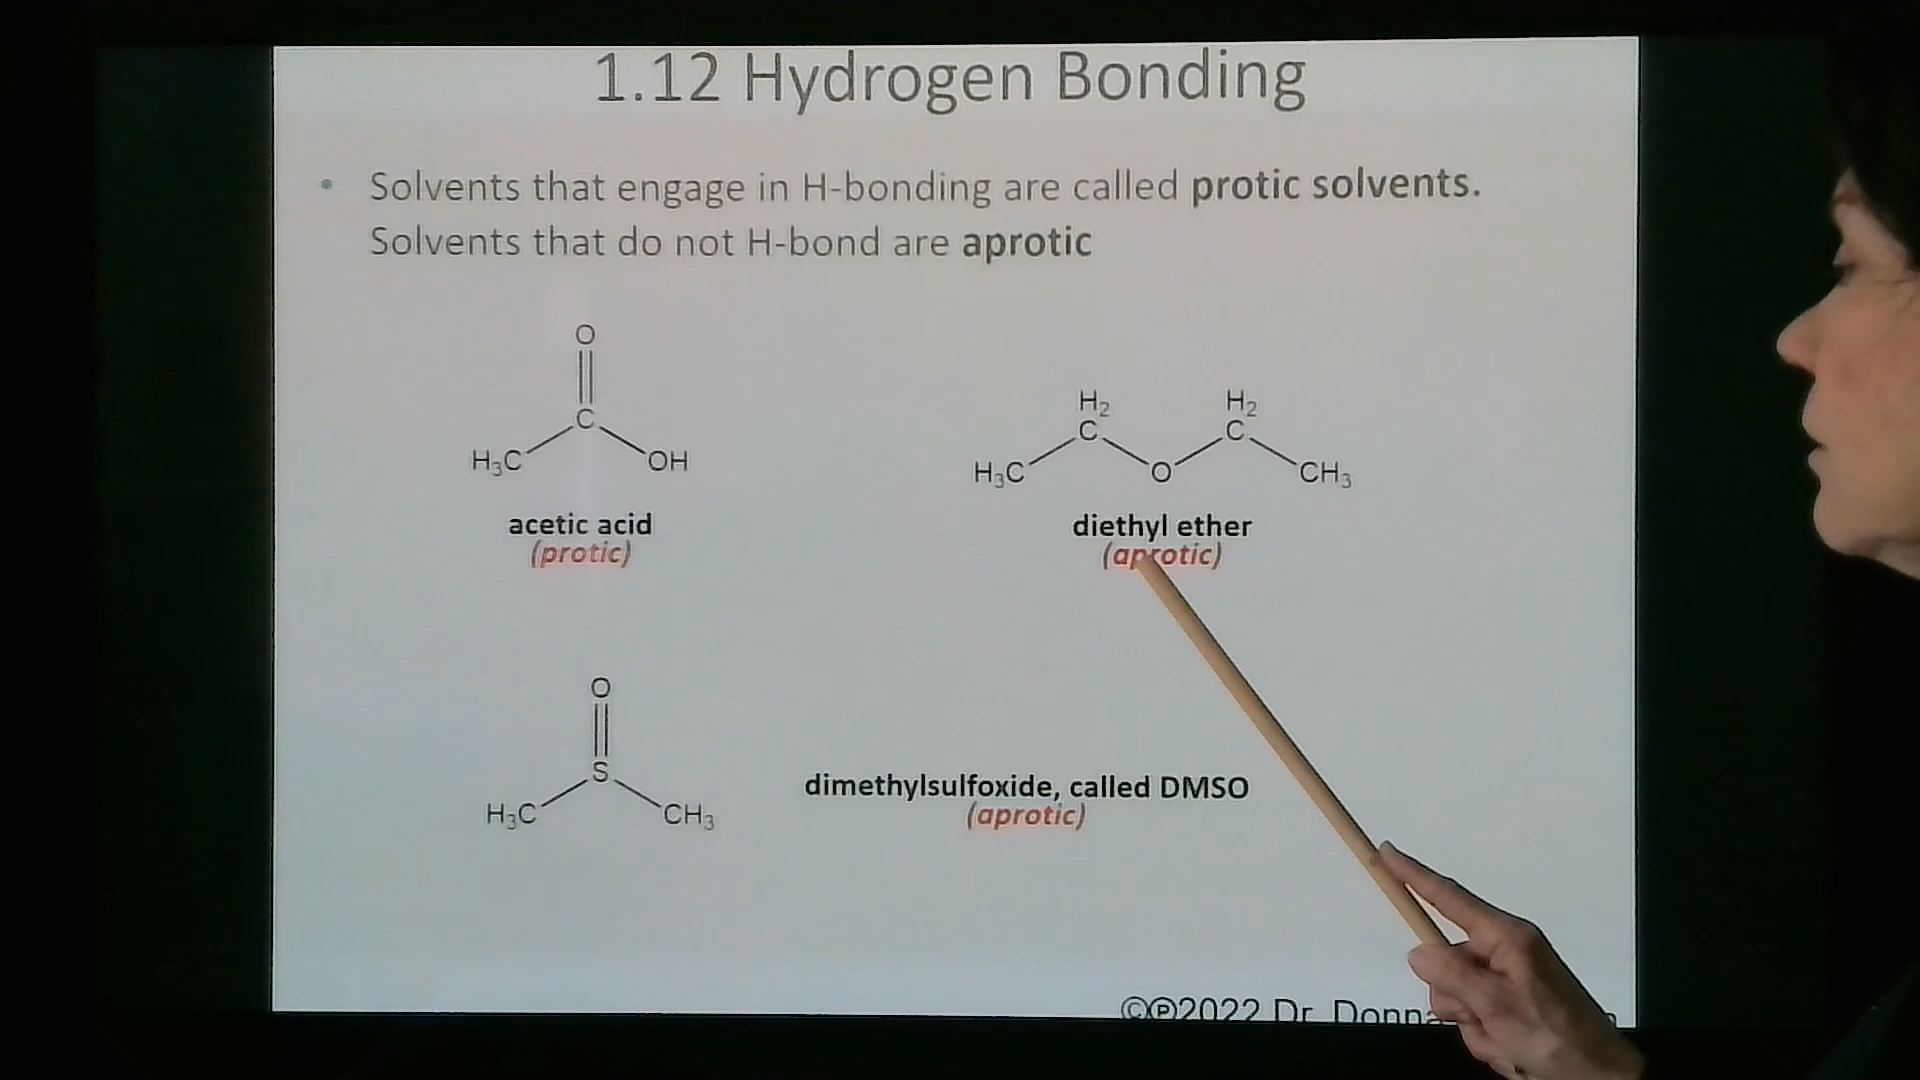 1.12 Hydrogen Bonding
• Solvents that engage in H-bonding are called protic solvents.
Solvents that do not H-bond are aprotic
O
C
H₃C OH
acetic acid
(protic)
H₂ H₂
C C
H₃C O CH₃
diethyl ether
(aprotic)
O
S
H₃C CH₃
dimethylsulfoxide, called DMSO
(aprotic)
©℗2022 Dr. Donna